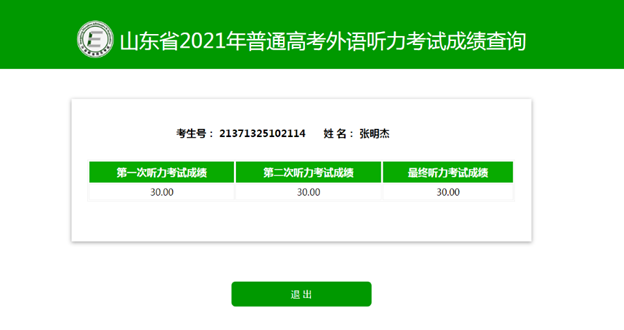 山东省2021年普通高考外语听力考试成绩查询
考生号： 21371325102114 姓 名： 张明杰
第一次听力考试成绩 第二次听力考试成绩 最终听力考试成绩
30.00 30.00 30.00
退 出